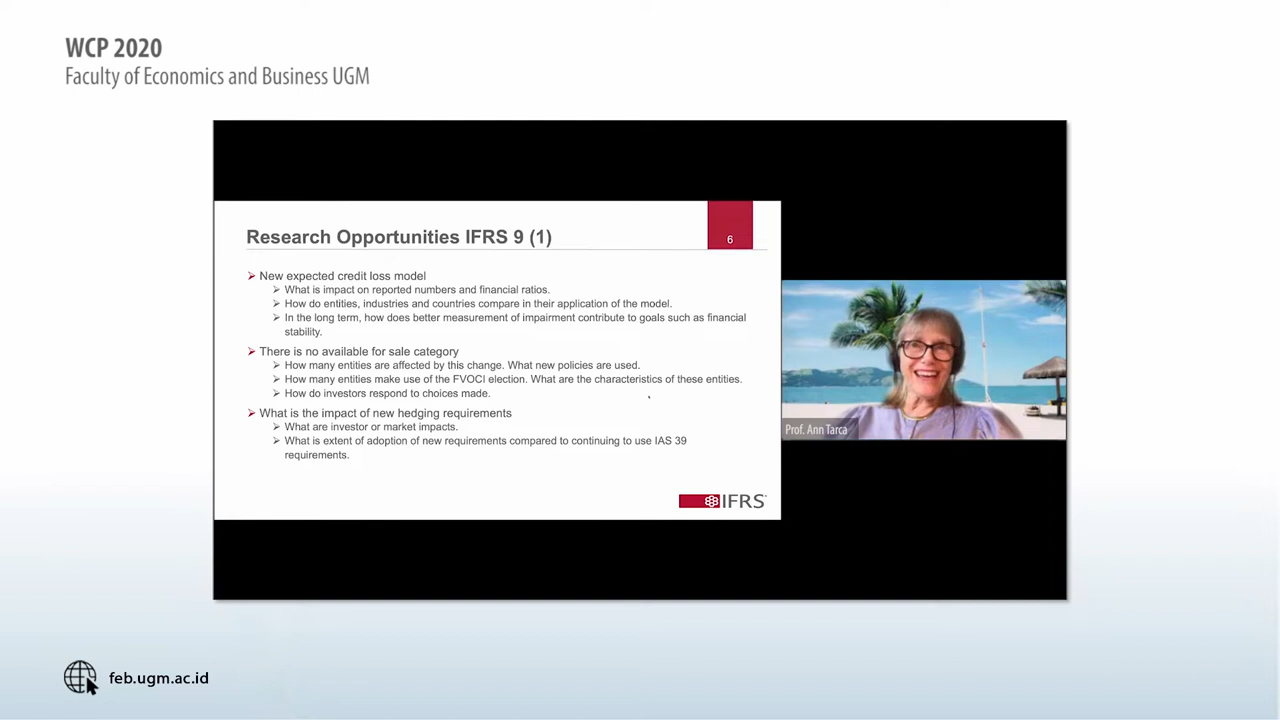 WCP 2020
Faculty of Economics and Business UGM
Research Opportunities IFRS 9 (1)
6
New expected credit loss model
What is impact on reported numbers and financial ratios.
How do entities, industries and countries compare in their application of the model.
In the long term, how does better measurement of impairment contribute to goals such as financial
stability.
There is no available for sale category
How many entities are affected by this change. What new policies are used.
How many entities make use of the FVOCI election. What are the characteristics of these entities.
How do investors respond to choices made.
What is the impact of new hedging requirements
What are investor or market impacts.
What is extent of adoption of new requirements compared to continuing to use IAS 39
requirements.
IFRS
Prof. Ann Tarca
feb.ugm.ac.id